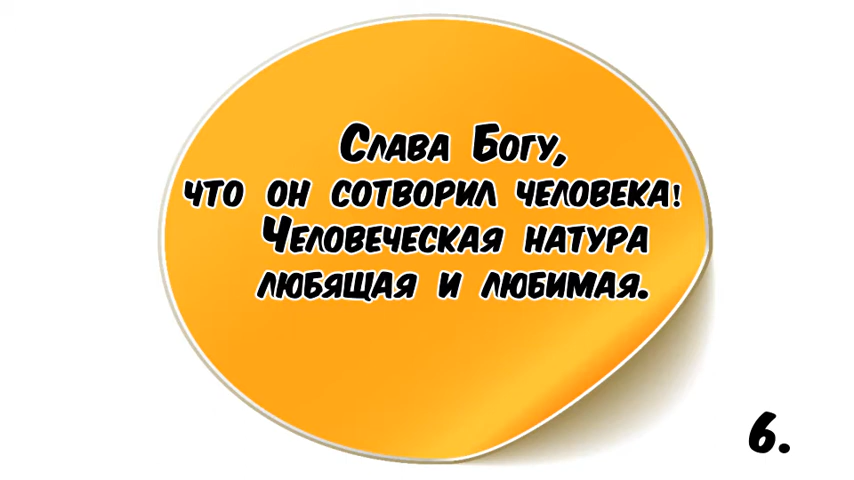 Слава Богу,
что он сотворил человека!
Человеческая натура
любящая и любимая.
6.